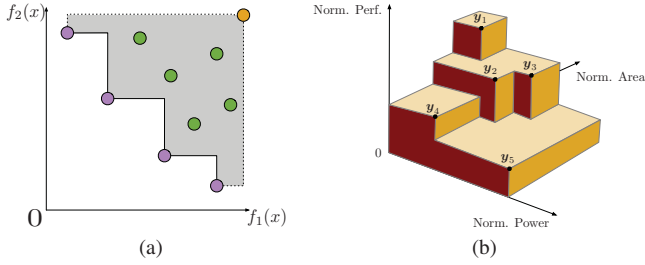 f₂(x)
0
f₁(x)
(a)
Norm. Perf.
y₁
y₂
y₃
Norm. Area
y₄
0
y₅
Norm. Power
(b)